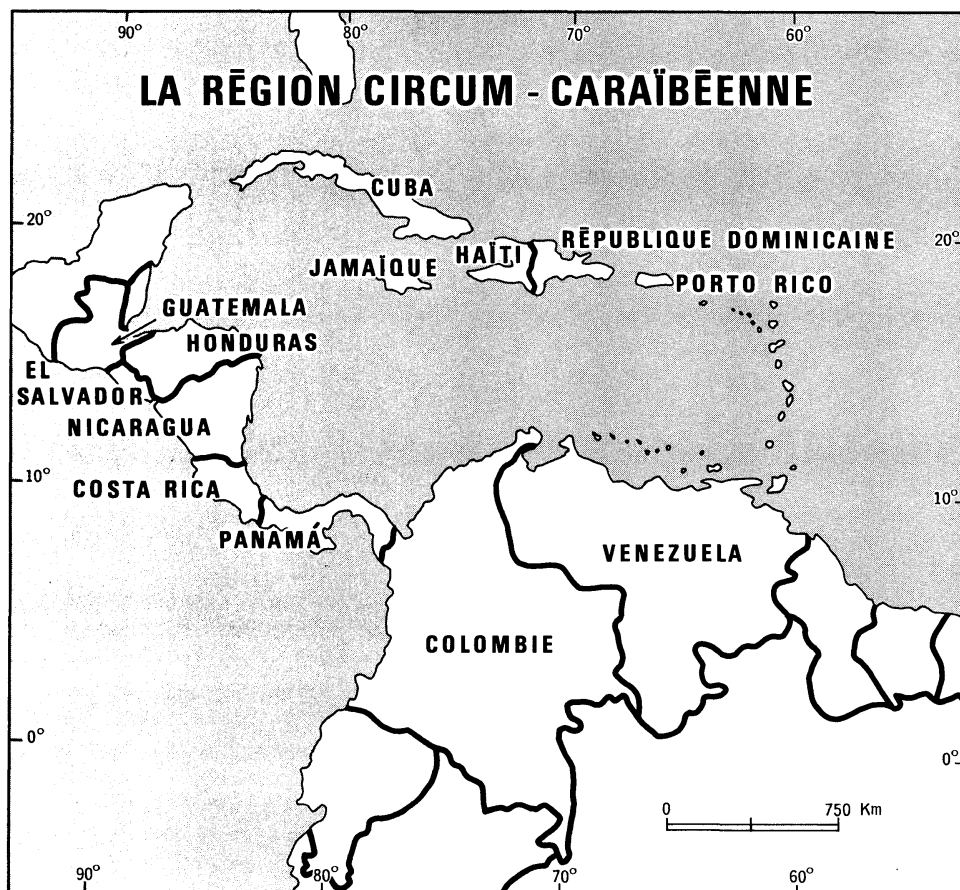 90°
80°
70°
60°
LA RĒGION CIRCUM - CARAÏBĒENNE
CUBA
20°
20°
RĒPUBLIQUE DOMINICAINE
HAÏTI
JAMAÏQUE
PORTO RICO
GUATEMALA
HONDURAS
EL
SALVADOR
NICARAGUA
10°
COSTA RICA
10°
PANAMÁ
VENEZUELA
COLOMBIE
0°
0°
0 750 Km
90°
80°
70°
60°